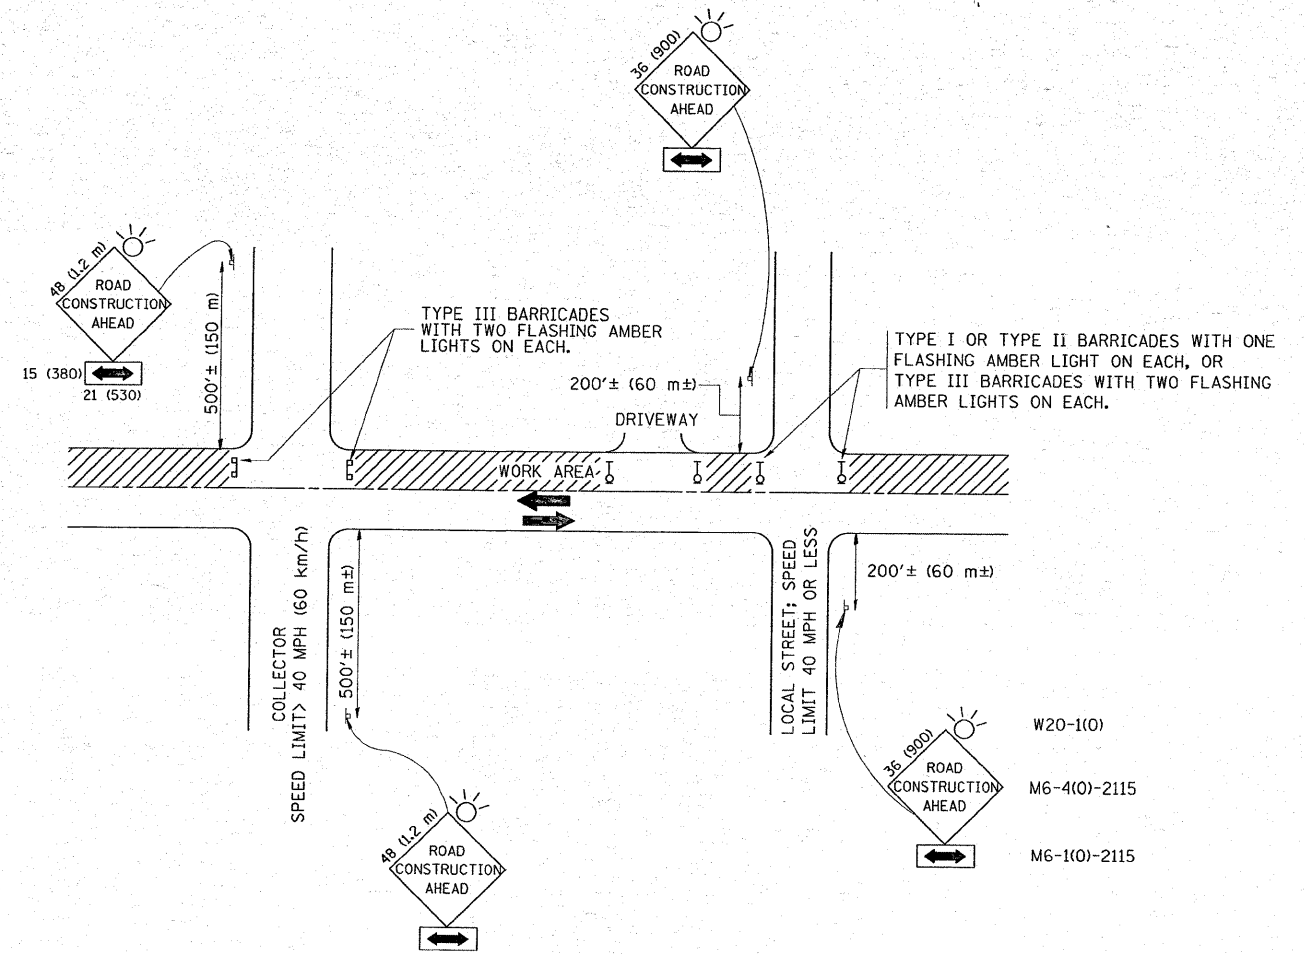 36 (900)
ROAD
CONSTRUCTION
AHEAD
48 (1.2 m)
ROAD
CONSTRUCTION
AHEAD
15 (380)
21 (530)
500'± (150 m)
TYPE III BARRICADES
WITH TWO FLASHING AMBER
LIGHTS ON EACH.
200'± (60 m±)
DRIVEWAY
TYPE I OR TYPE II BARRICADES WITH ONE
FLASHING AMBER LIGHT ON EACH, OR
TYPE III BARRICADES WITH TWO FLASHING
AMBER LIGHTS ON EACH.
WORK AREA
COLLECTOR
SPEED LIMIT> 40 MPH (60 km/h)
500'± (150 m±)
LOCAL STREET; SPEED
LIMIT 40 MPH OR LESS
200'± (60 m±)
48 (1.2 m)
ROAD
CONSTRUCTION
AHEAD
36 (900)
ROAD
CONSTRUCTION
AHEAD
W20-1(O)
M6-4(O)-2115
M6-1(O)-2115